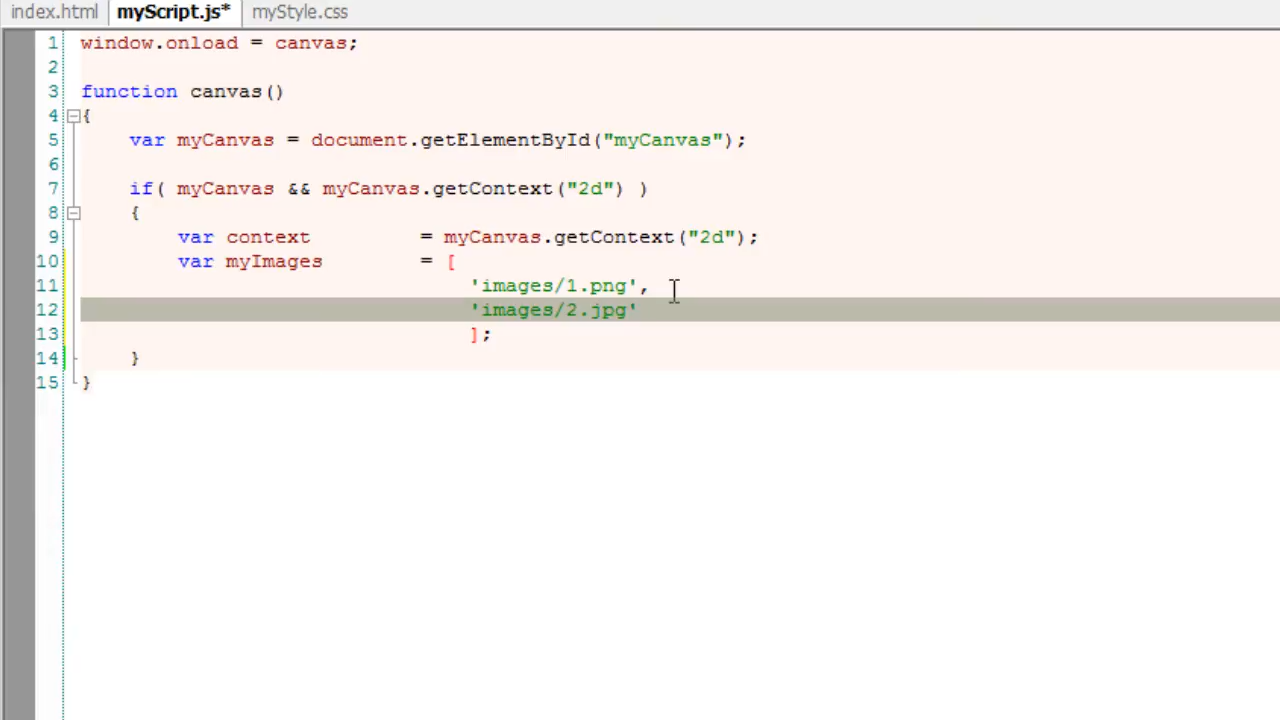 index.html myScript.js* myStyle.css
1 window.onload = canvas;
2
3 function canvas()
4 {
5 var myCanvas = document.getElementById("myCanvas");
6
7 if( myCanvas && myCanvas.getContext("2d") )
8 {
9 var context = myCanvas.getContext("2d");
10 var myImages = [
11 'images/1.png',
12 'images/2.jpg'
13 ];
14 }
15 }